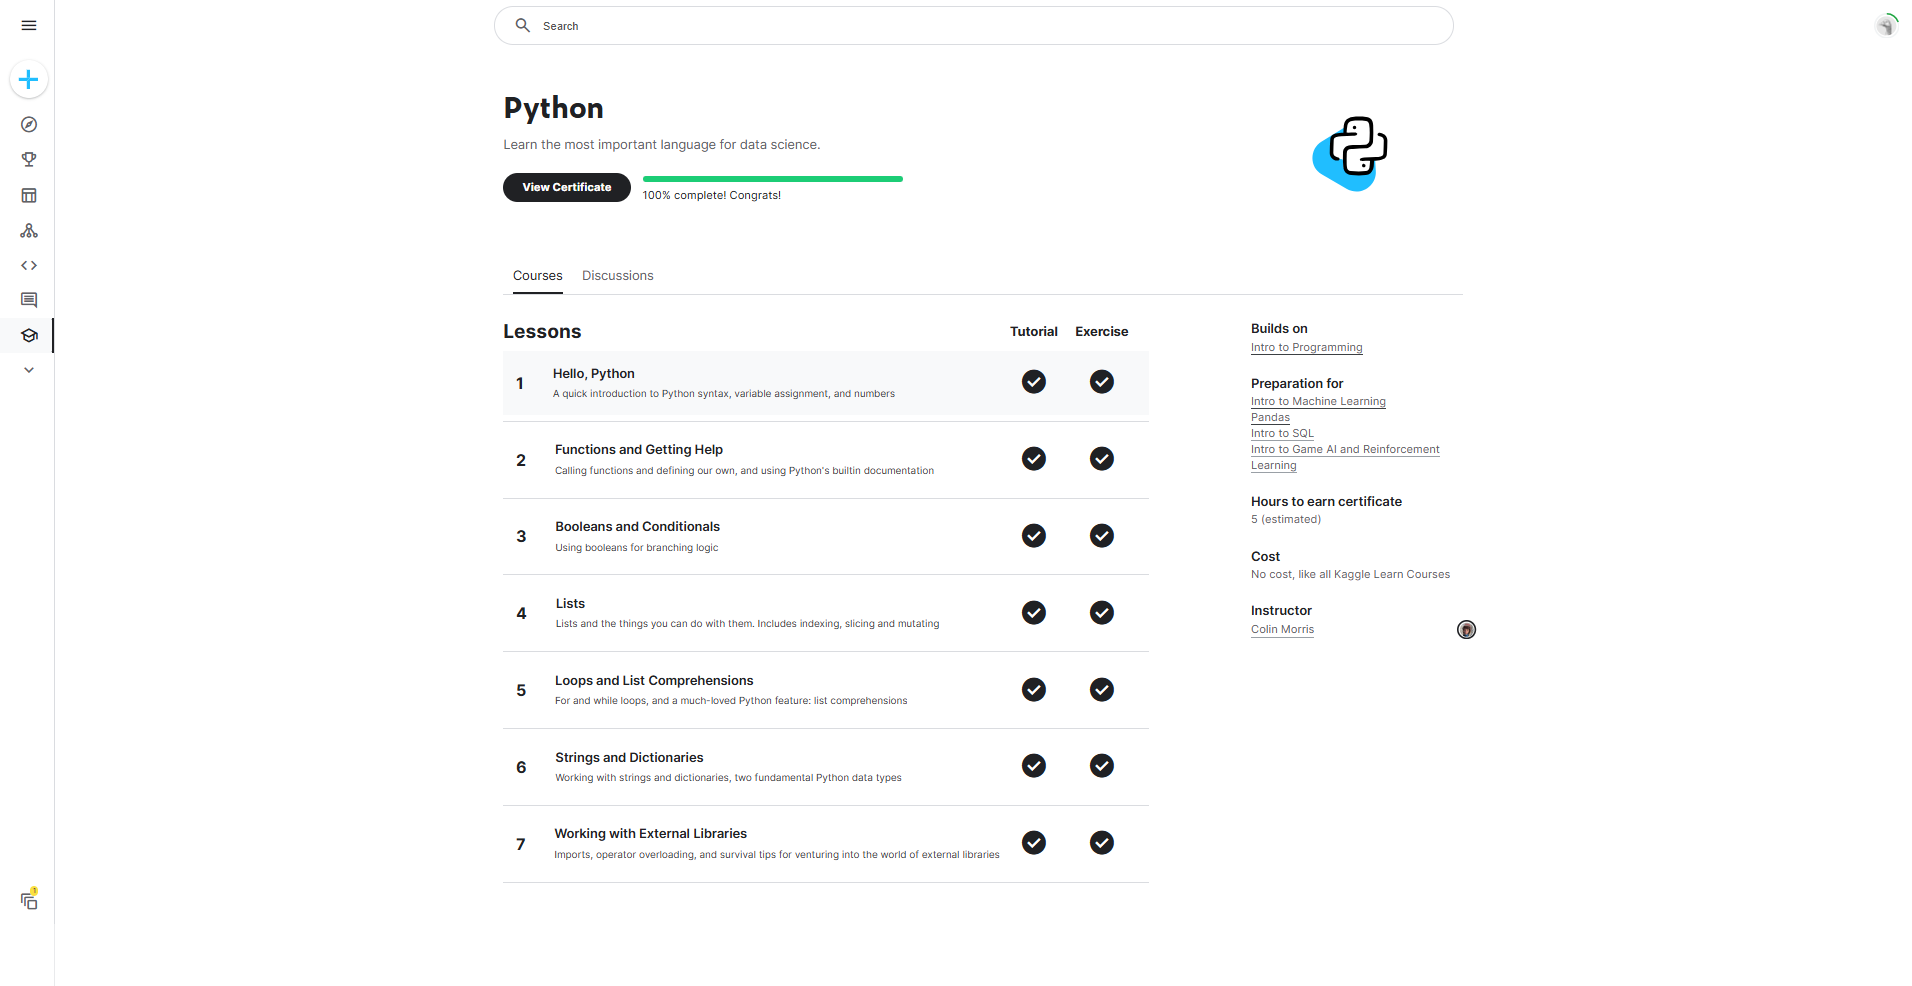 Search
Python
Learn the most important language for data science.
View Certificate
100% complete! Congrats!
Courses Discussions
Lessons Tutorial Exercise
1 Hello, Python
A quick introduction to Python syntax, variable assignment, and numbers
2 Functions and Getting Help
Calling functions and defining our own, and using Python's builtin documentation
3 Booleans and Conditionals
Using booleans for branching logic
4 Lists
Lists and the things you can do with them. Includes indexing, slicing and mutating
5 Loops and List Comprehensions
For and while loops, and a much-loved Python feature: list comprehensions
6 Strings and Dictionaries
Working with strings and dictionaries, two fundamental Python data types
7 Working with External Libraries
Imports, operator overloading, and survival tips for venturing into the world of external libraries
Builds on
Intro to Programming
Preparation for
Intro to Machine Learning
Pandas
Intro to SQL
Intro to Game AI and Reinforcement
Learning
Hours to earn certificate
5 (estimated)
Cost
No cost, like all Kaggle Learn Courses
Instructor
Colin Morris
1